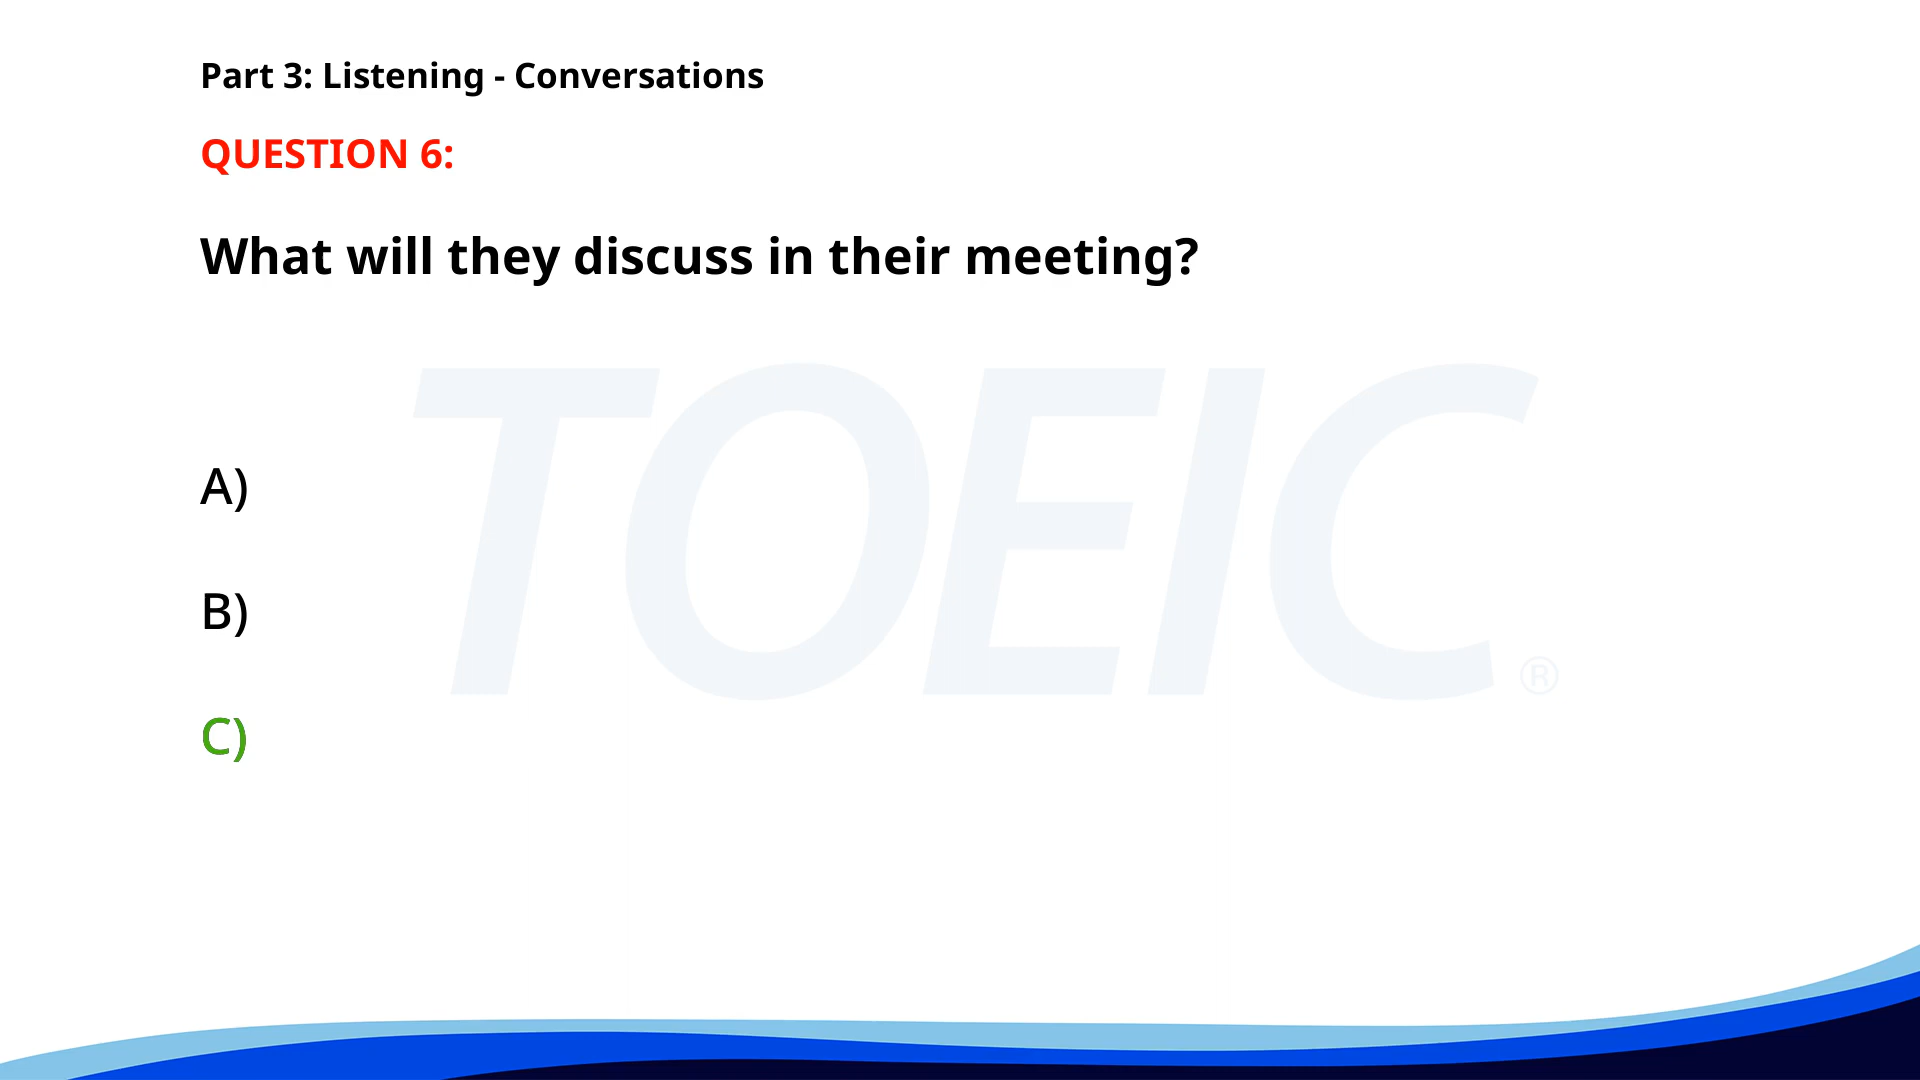 Part 3: Listening - Conversations
QUESTION 6:
What will they discuss in their meeting?
TOEIC
®
A)
B)
C)